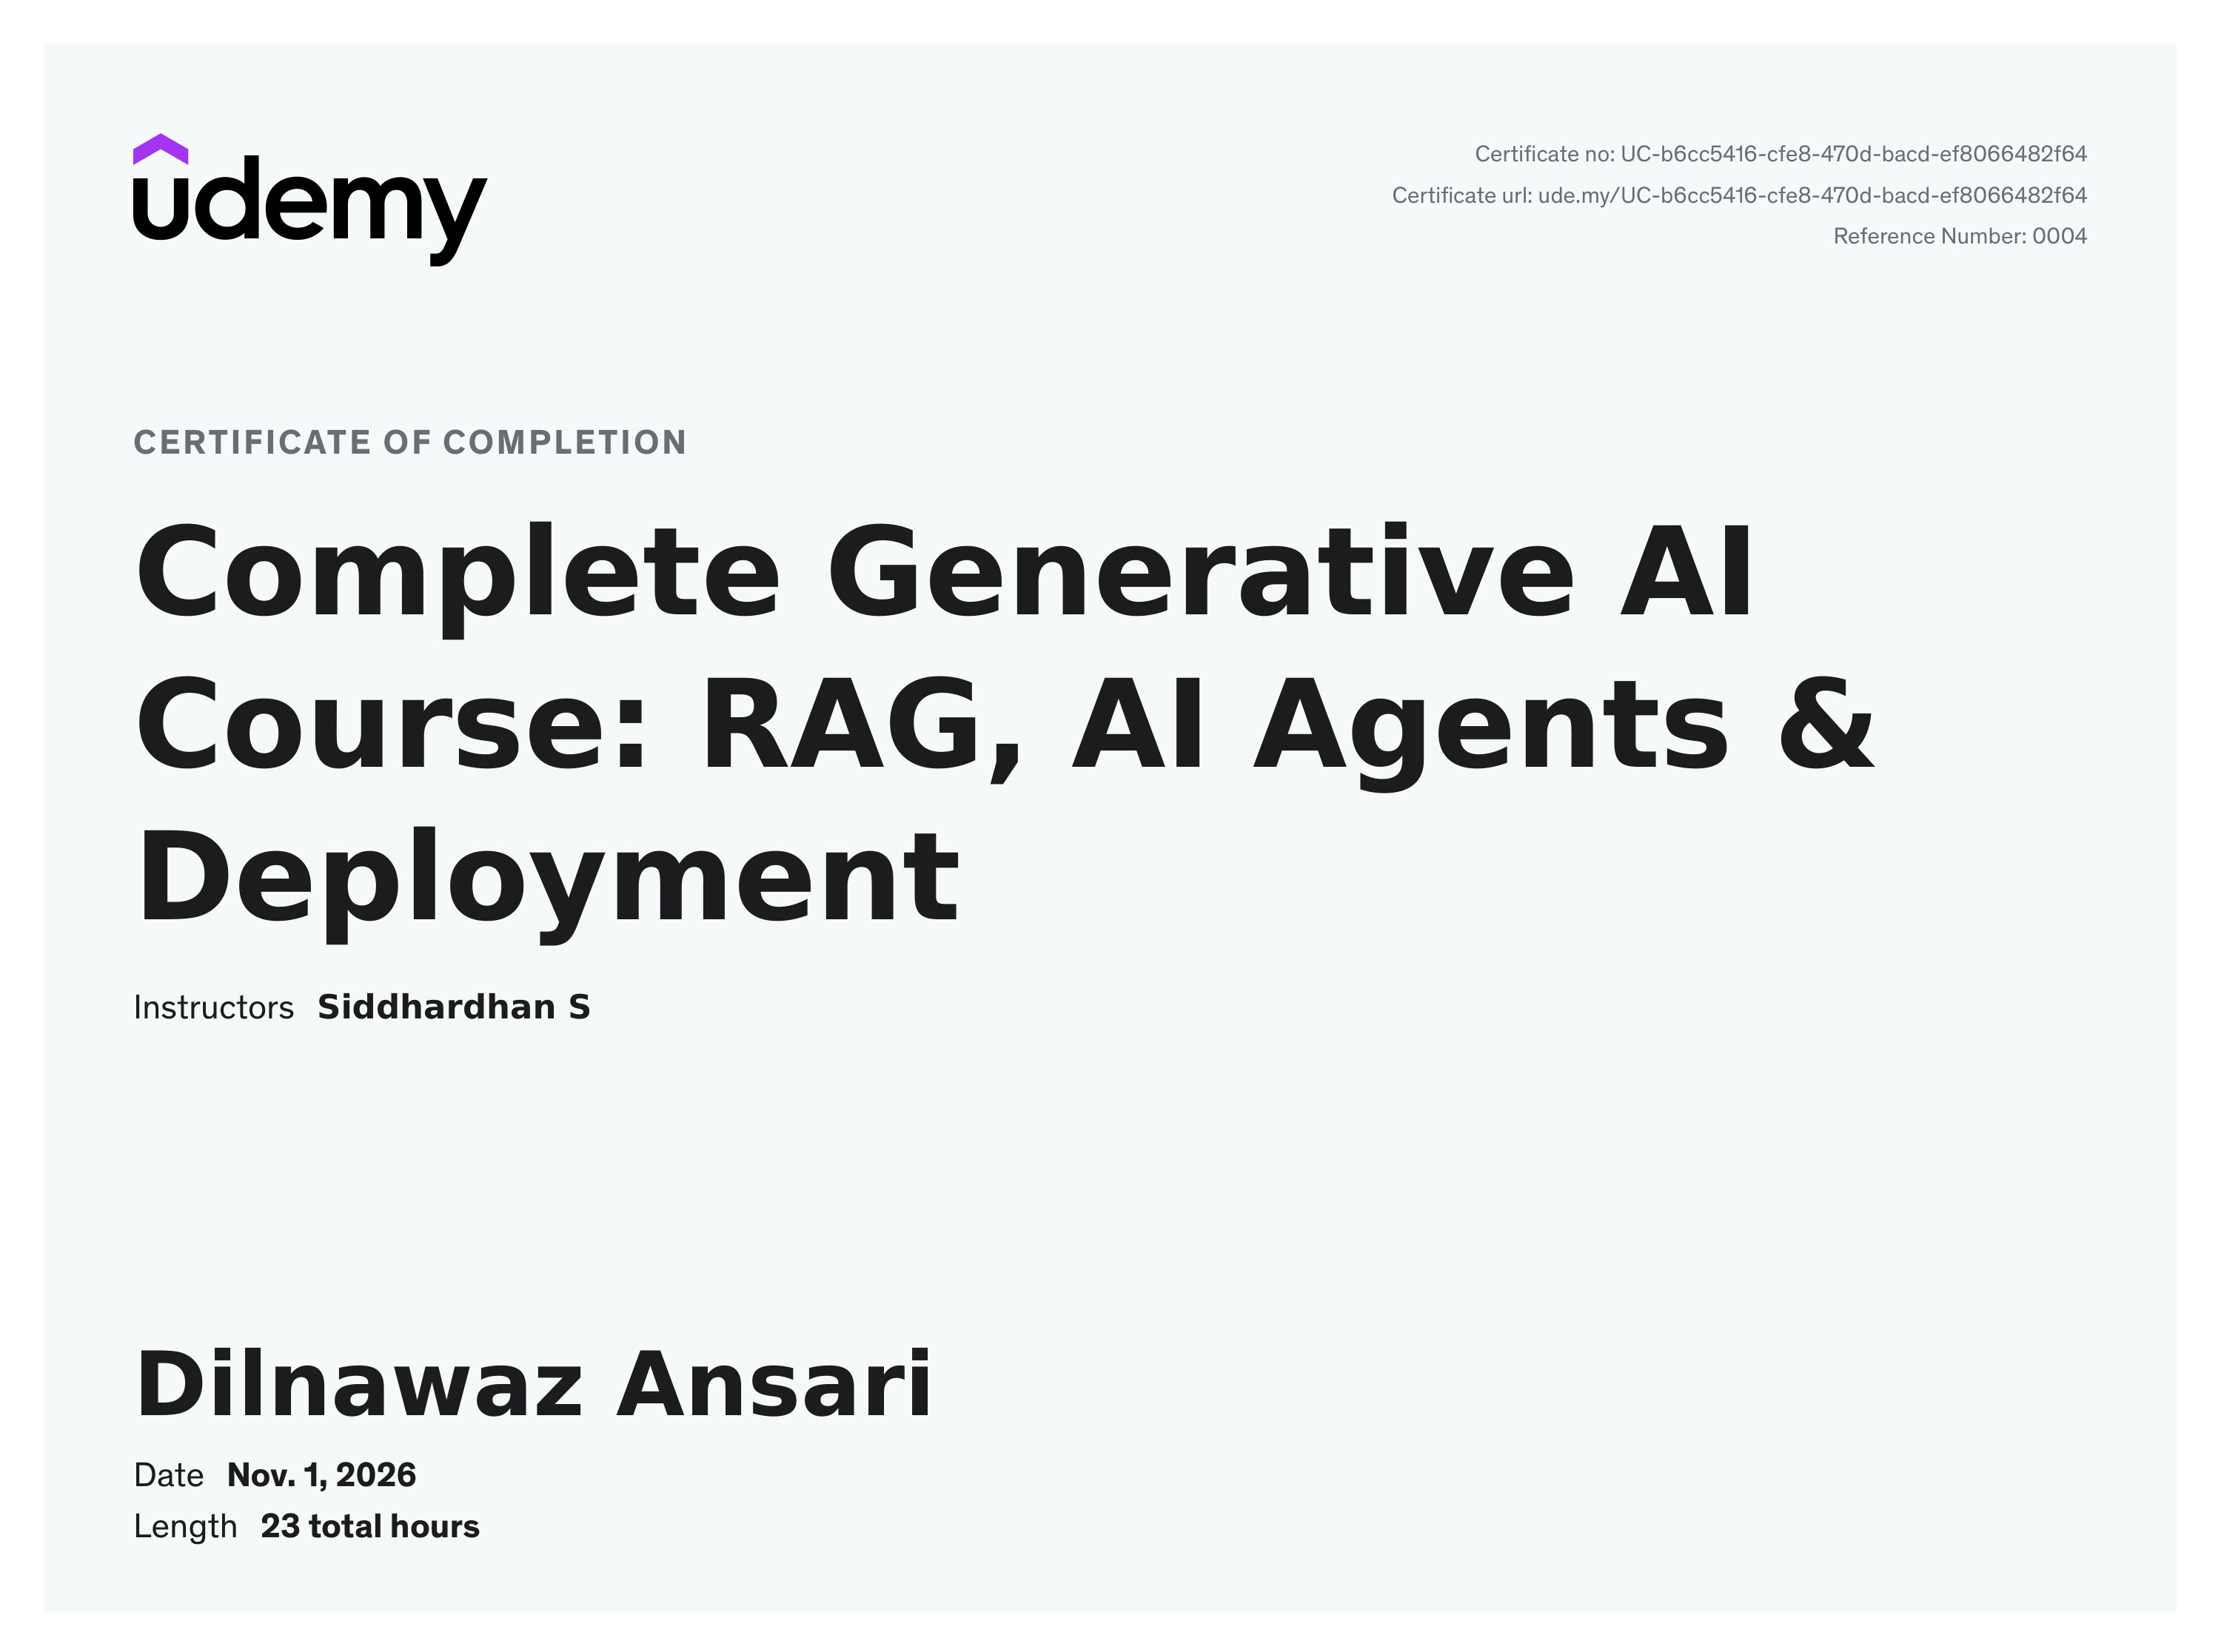 udemy
Certificate no: UC-b6cc5416-cfe8-470d-bacd-ef8066482f64
Certificate url: ude.my/UC-b6cc5416-cfe8-470d-bacd-ef8066482f64
Reference Number: 0004
CERTIFICATE OF COMPLETION
Complete Generative AI
Course: RAG, AI Agents &
Deployment
Instructors Siddhardhan S
Dilnawaz Ansari
Date Nov. 1, 2026
Length 23 total hours